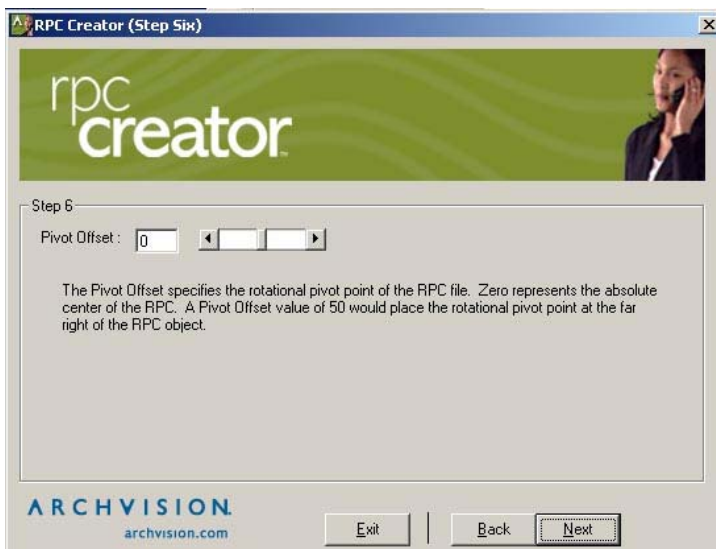 RPC Creator (Step Six)
rpc
creator™
Step 6
Pivot Offset :
0
The Pivot Offset specifies the rotational pivot point of the RPC file. Zero represents the absolute
center of the RPC. A Pivot Offset value of 50 would place the rotational pivot point at the far
right of the RPC object.
ARCHVISION.
archvision.com
Exit
Back
Next